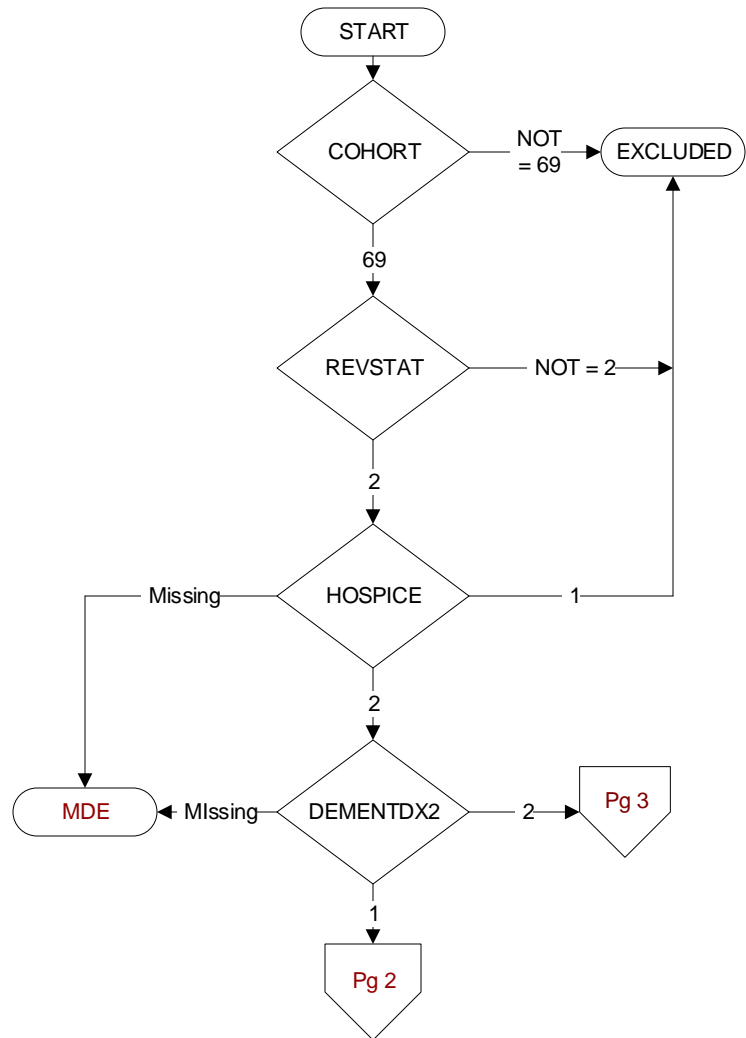 START
COHORT
NOT
= 69
EXCLUDED
69
REVSTAT
NOT = 2
2
Missing
HOSPICE
1
2
MDE
MIssing
DEMENTDX2
2
Pg 3
1
Pg 2